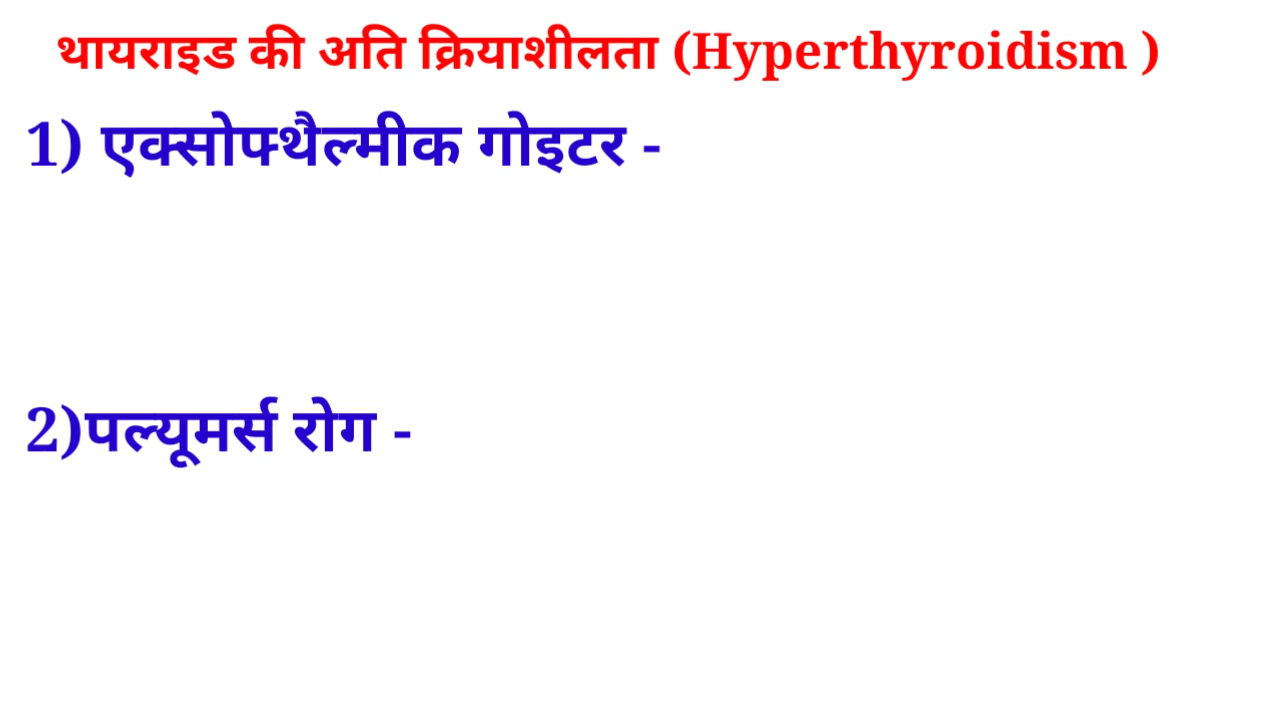 थायराइड की अति क्रियाशीलता (Hyperthyroidism )
1) एक्सोफ्थैल्मीक गोइटर -
2)पल्यूमर्स रोग -